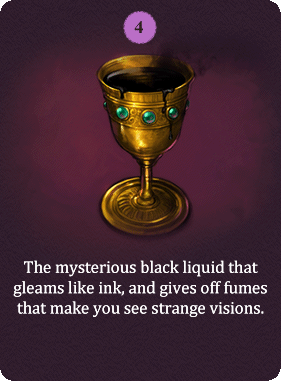 4
The mysterious black liquid that
gleams like ink, and gives off fumes
that make you see strange visions.